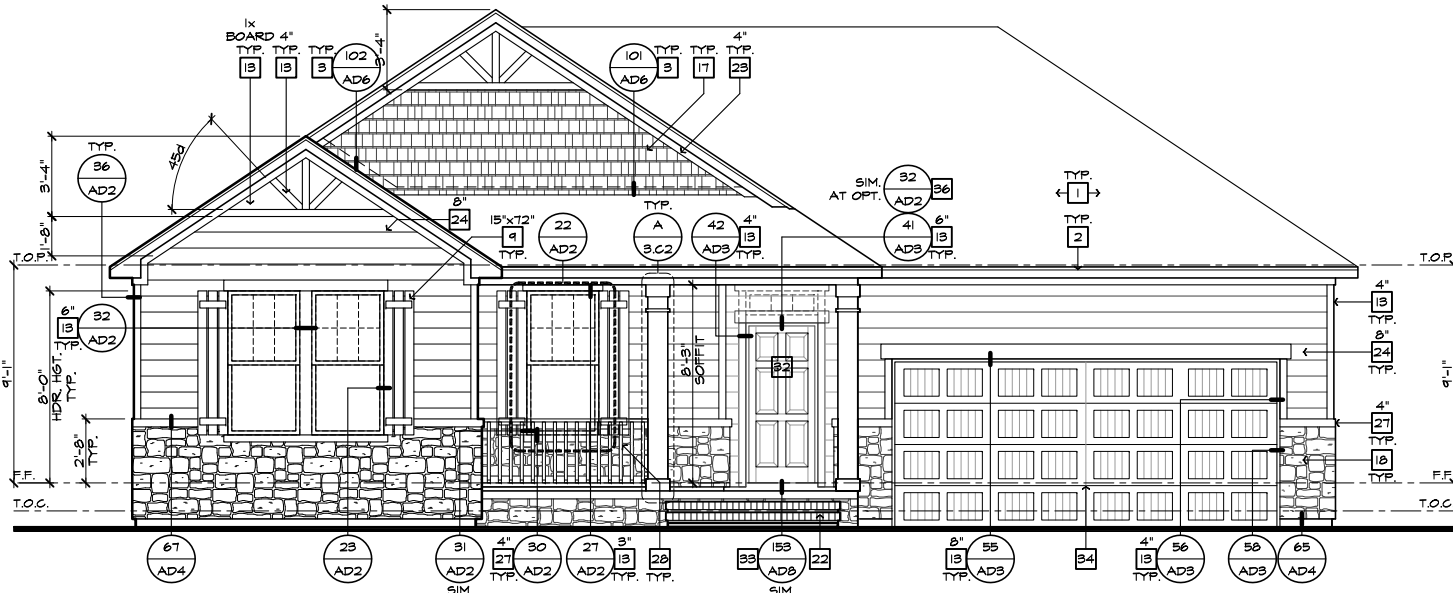 1x
BOARD 4"
TYP. TYP. TYP.
13 13 3
102
AD6
3'-4"
101
AD6
TYP. TYP.
3 17
4"
TYP.
23
TYP.
36
AD2
3'-4"
1'-8"
8"
24
15"x72"
9
TYP.
22
AD2
TYP.
A
3.C2
42
AD3
4"
13
TYP.
SIM.
AT OPT.
32
AD2
36
41
AD3
6"
13
TYP.
TYP.
1
TYP.
2
T.O.P.
T.O.P.
6"
13
TYP.
32
AD2
9'-1"
8'-0"
HDR. HGT.
TYP.
2'-8"
TYP.
8'-3"
SOFFIT
32
4"
13
TYP.
8"
24
TYP.
9'-1"
4"
27
TYP.
18
TYP.
F.F.
F.F.
T.O.C.
T.O.C.
67
AD4
23
AD2
31
AD2
SIM
4"
27
TYP.
30
AD2
27
AD2
3"
13
TYP.
28
TYP.
33
153
AD8
SIM
22
8"
13
TYP.
55
AD3
34
4"
13
TYP.
56
AD3
58
AD3
65
AD4